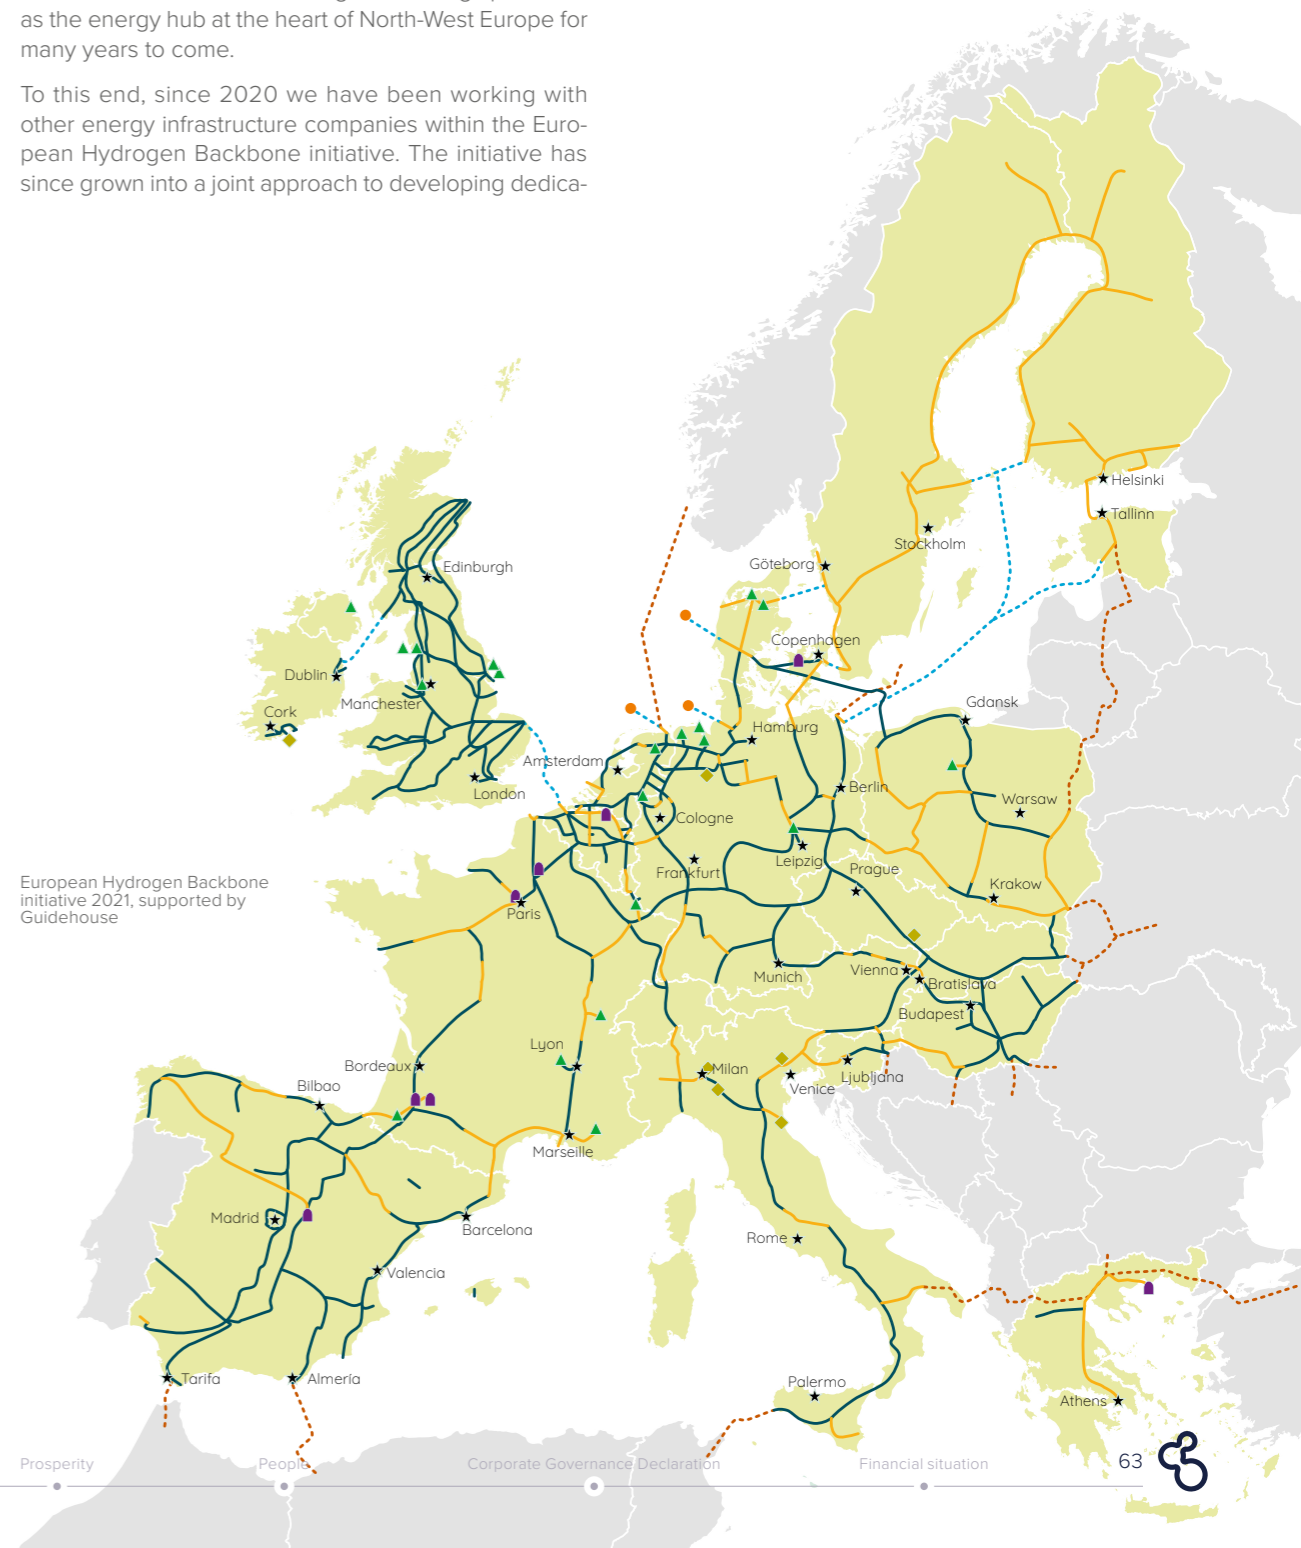 as the energy hub at the heart of North-West Europe for
many years to come.
To this end, since 2020 we have been working with
other energy infrastructure companies within the Euro-
pean Hydrogen Backbone initiative. The initiative has
since grown into a joint approach to developing dedica-
Helsinki
Tallinn
Stockholm
Göteborg
Edinburgh
Copenhagen
Dublin
Manchester
Cork
Gdansk
Hamburg
Amsterdam
London
Berlin
Warsaw
Cologne
Leipzig
Frankfurt
Prague
Krakow
European Hydrogen Backbone
initiative 2021, supported by
Guidehouse
Paris
Munich
Vienna
Bratislava
Budapest
Lyon
Bordeaux
Milan
Ljubljana
Bilbao
Venice
Marseille
Madrid
Barcelona
Rome
Valencia
Tarifa
Almería
Palermo
Athens
Prosperity
People
Corporate Governance Declaration
Financial situation
63